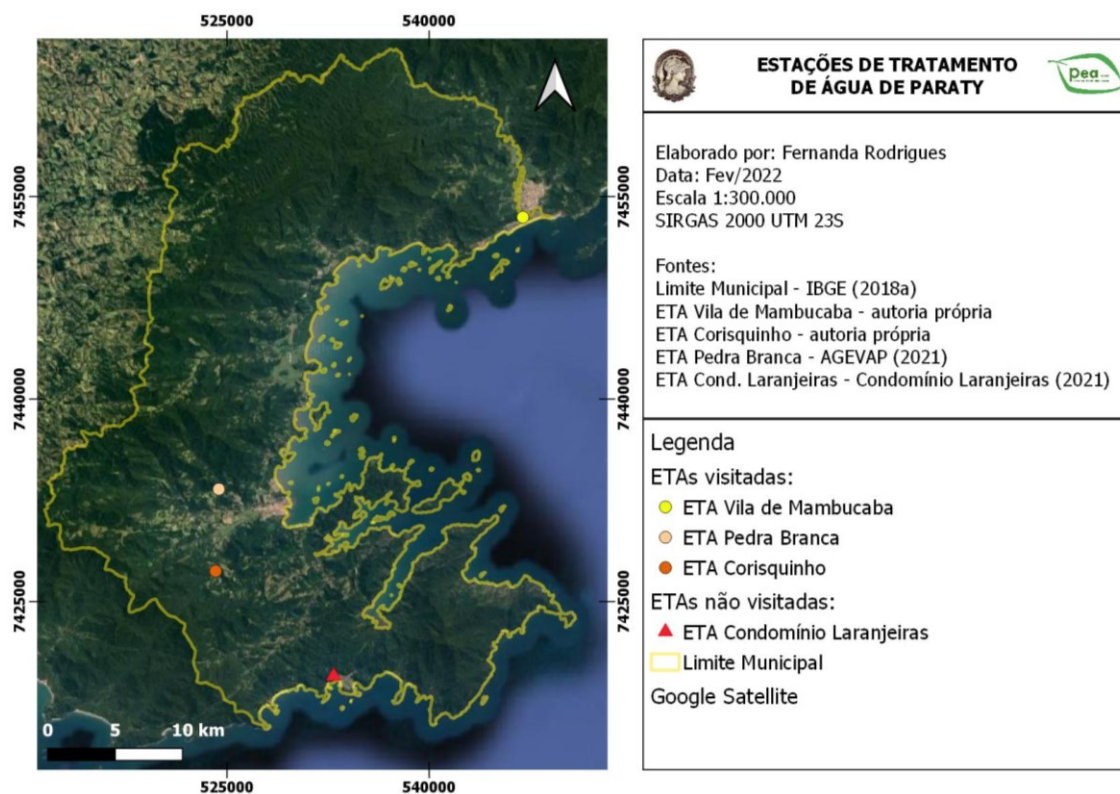 525000
540000
7455000
7455000
7440000
7440000
7425000
7425000
0
5
10 km
525000
540000
ESTAÇÕES DE TRATAMENTO
DE ÁGUA DE PARATY
pea
Elaborado por: Fernanda Rodrigues
Data: Fev/2022
Escala 1:300.000
SIRGAS 2000 UTM 23S
Fontes:
Limite Municipal - IBGE (2018a)
ETA Vila de Mambucaba - autoria própria
ETA Corisquinho - autoria própria
ETA Pedra Branca - AGEVAP (2021)
ETA Cond. Laranjeiras - Condomínio Laranjeiras (2021)
Legenda
ETAs visitadas:
ETA Vila de Mambucaba
ETA Pedra Branca
ETA Corisquinho
ETAs não visitadas:
ETA Condomínio Laranjeiras
Limite Municipal
Google Satellite